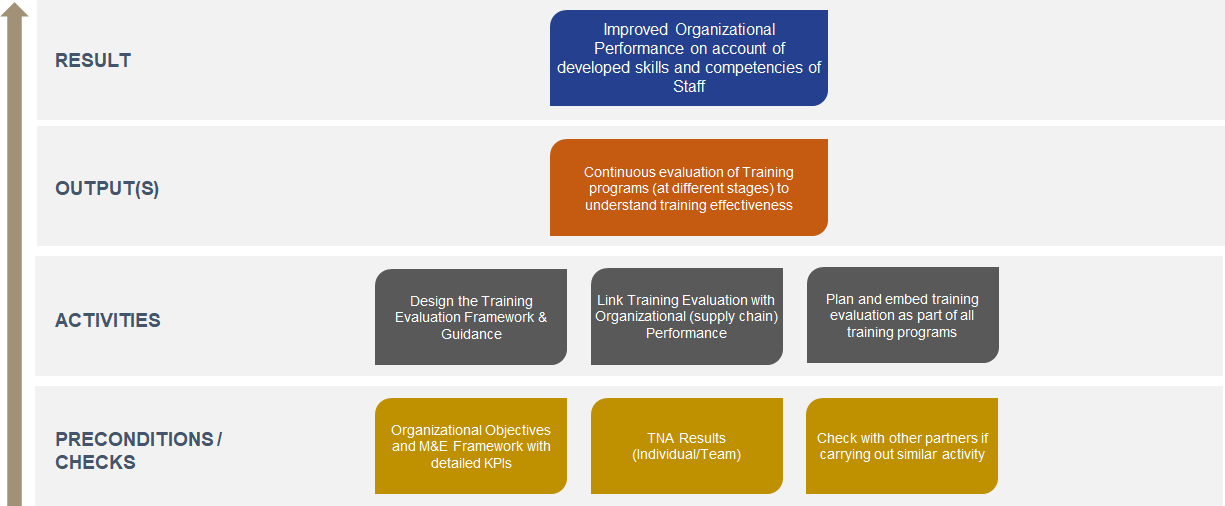 RESULT
Improved Organizational
Performance on account of
developed skills and competencies of
Staff
OUTPUT(S)
Continuous evaluation of Training
programs (at different stages) to
understand training effectiveness
ACTIVITIES
Design the Training
Evaluation Framework &
Guidance
Link Training Evaluation with
Organizational (supply chain)
Performance
Plan and embed training
evaluation as part of all
training programs
PRECONDITIONS /
CHECKS
Organizational Objectives
and M&E Framework with
detailed KPIs
TNA Results
(Individual/Team)
Check with other partners if
carrying out similar activity